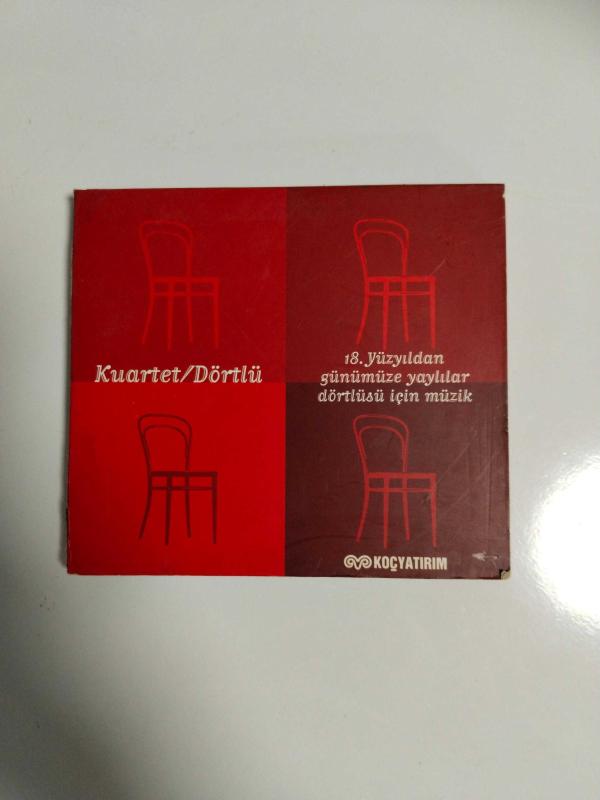 Kuartet/Dörtlü
18. Yüzyıldan
günümüze yaylılar
dörtlüsü için müzik
KOÇYATIRIM